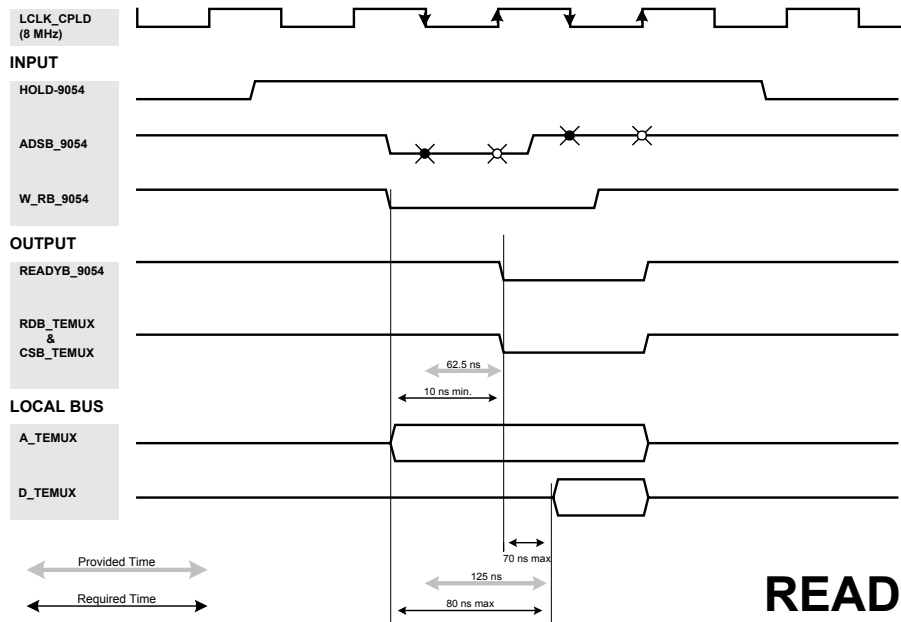 LCLK_CPLD
(8 MHz)
INPUT
HOLD-9054
ADSB_9054
W_RB_9054
OUTPUT
READYB_9054
RDB_TEMUX
&
CSB_TEMUX
62.5 ns
10 ns min.
LOCAL BUS
A_TEMUX
D_TEMUX
70 ns max
Provided Time
125 ns
Required Time
80 ns max
READ